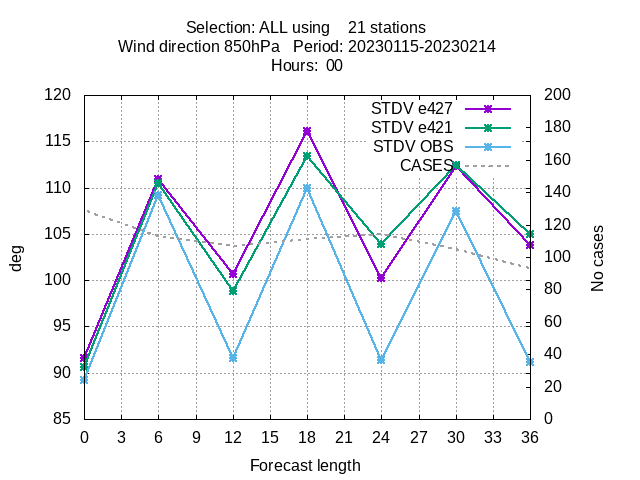 Selection: ALL using    21 stations
Wind direction 850hPa   Period: 20230115-20230214
Hours:  00
120
115
110
105
100
95
90
85
deg
STDV e427
STDV e421
STDV OBS
CASES
200
180
160
140
120
100
80
60
40
20
0
No cases
0 3 6 9 12 15 18 21 24 27 30 33 36
Forecast length